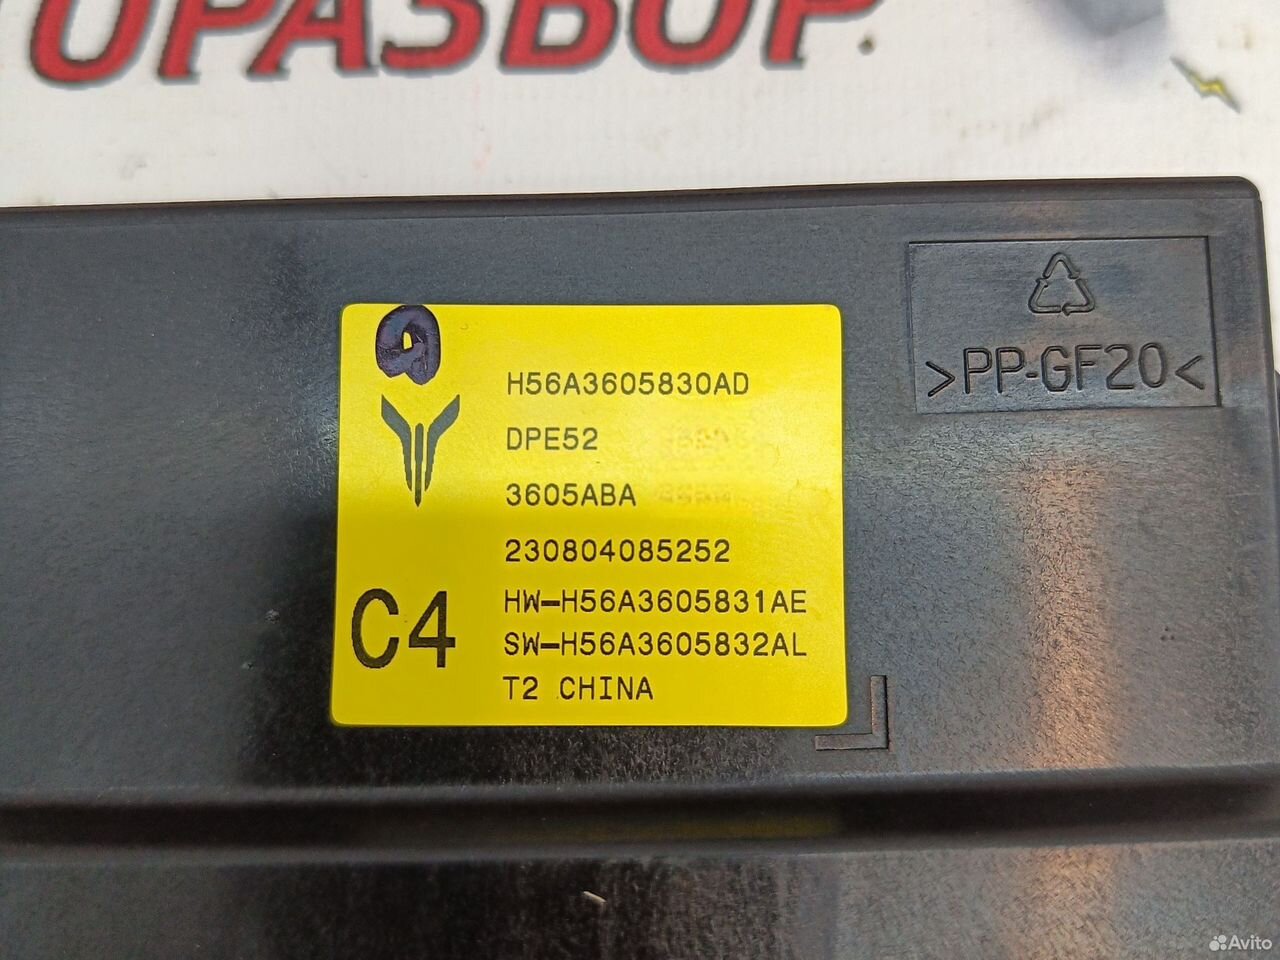 ОРАЗБОР.
>PP-GF20<
H56A3605830AD
DPE52
3605ABA
230804085252
C4
HW-H56A3605831AE
SW-H56A3605832AL
T2 CHINA
Avito